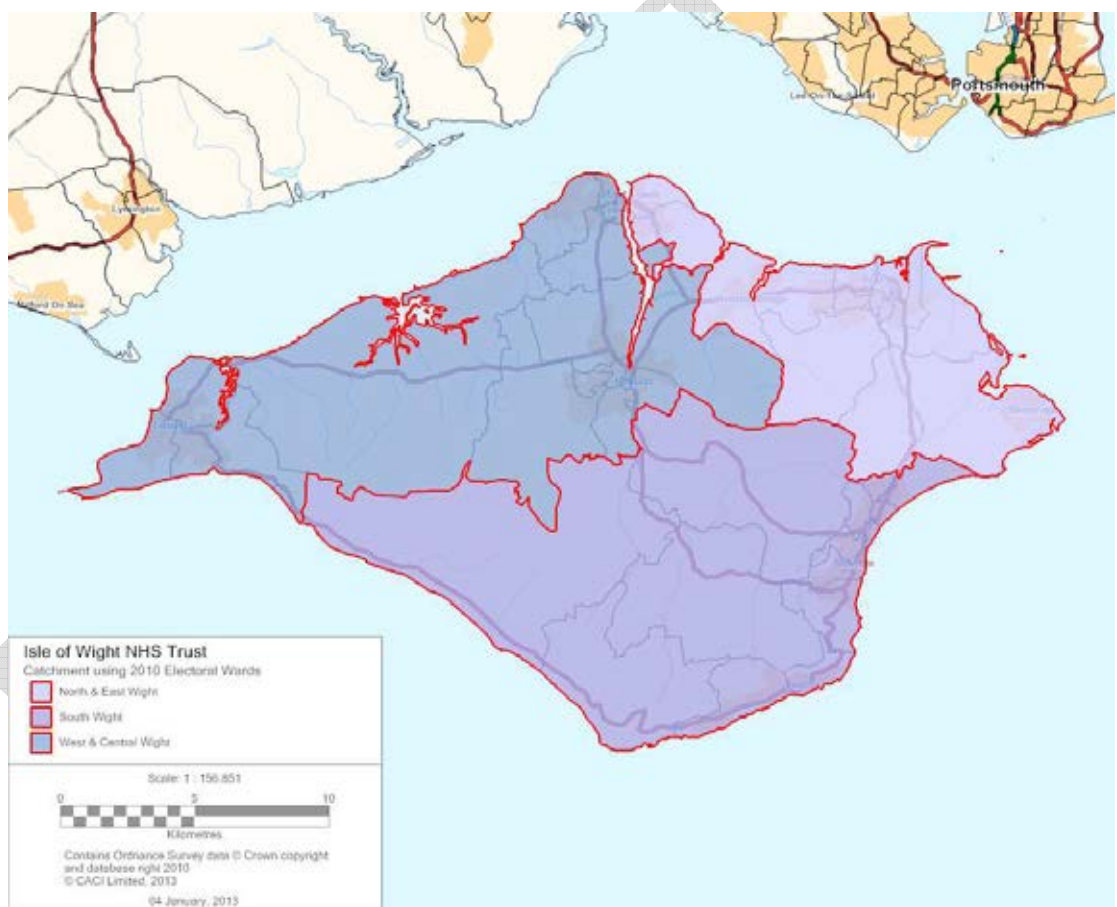 Portsmouth
Lee-On-The-Solent
Lymington
Milford On Sea
Newport
Isle of Wight NHS Trust
Catchment using 2010 Electoral Wards
North & East Wight
South Wight
West & Central Wight
Scale: 1 : 156,851
0 5 10
Kilometres
Contains Ordnance Survey data © Crown copyright
and database right 2010
© CACI Limited, 2013
04 January, 2013